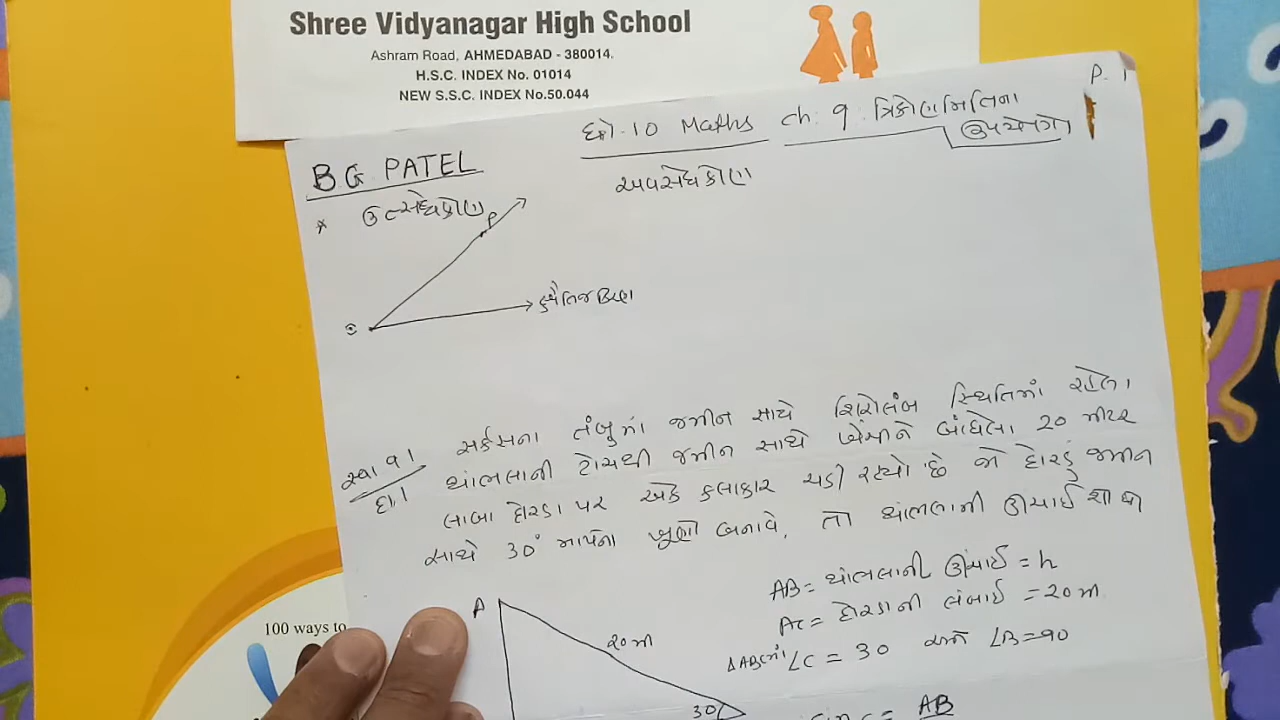 Shree Vidyanagar High School
Ashram Road, AHMEDABAD - 380014.
H.S.C. INDEX No. 01014
NEW S.S.C. INDEX No.50.044
P. 1
ધો. 10 Maths ch: 9 ત્રિકોણમિતિના
ઉપયોગો
B G PATEL
* ઉત્સેધકોણ
અવસેધકોણ
P
ક્ષૈતિજ કિરણ
સ્વા 9.1
દા.1
સર્કસના તંબુમાં જમીન સાથે શિરોલંબ સ્થિતિમાં રહેલા
થાંભલાની ટોચથી જમીન સાથે ખેંચીને બાંધેલા 20 મીટર
લાંબા દોરડા પર એક કલાકાર ચડી રહ્યો છે જો દોરડું જમીન
સાથે 30° માપનો ખૂણો બનાવે, તો થાંભલાની ઊંચાઈ શોધો
AB = થાંભલાની ઊંચાઈ = h
AC = દોરડાની લંબાઈ = 20 મી
ΔABCમાં ∠C = 30 અને ∠B = 90
A
20 મી
30
AB
100 ways to